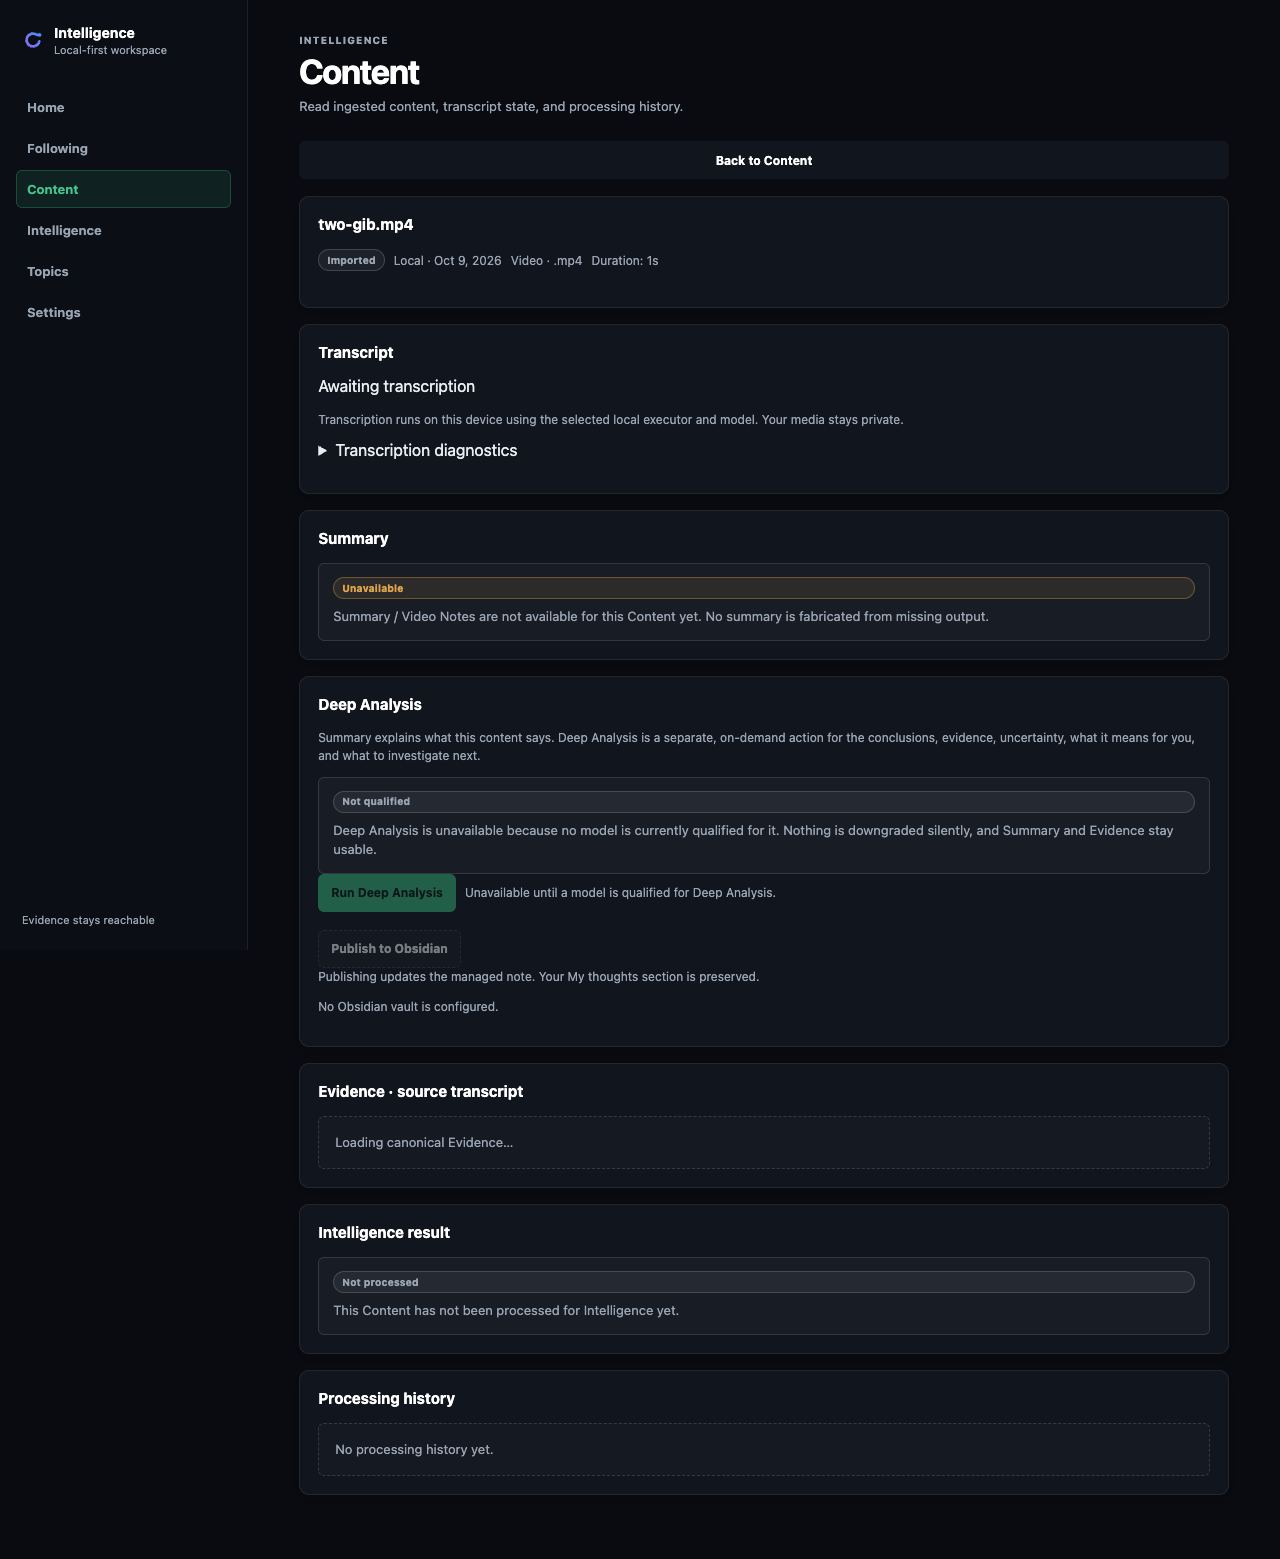 Intelligence
Local-first workspace
Home
Following
Content
Intelligence
Topics
Settings
Evidence stays reachable
INTELLIGENCE
Content
Read ingested content, transcript state, and processing history.
Back to Content
two-gib.mp4
Imported Local · Oct 9, 2026 Video · .mp4 Duration: 1s
Transcript
Awaiting transcription
Transcription runs on this device using the selected local executor and model. Your media stays private.
Transcription diagnostics
Summary
Unavailable
Summary / Video Notes are not available for this Content yet. No summary is fabricated from missing output.
Deep Analysis
Summary explains what this content says. Deep Analysis is a separate, on-demand action for the conclusions, evidence, uncertainty, what it means for you,
and what to investigate next.
Not qualified
Deep Analysis is unavailable because no model is currently qualified for it. Nothing is downgraded silently, and Summary and Evidence stay
usable.
Run Deep Analysis Unavailable until a model is qualified for Deep Analysis.
Publish to Obsidian
Publishing updates the managed note. Your My thoughts section is preserved.
No Obsidian vault is configured.
Evidence · source transcript
Loading canonical Evidence…
Intelligence result
Not processed
This Content has not been processed for Intelligence yet.
Processing history
No processing history yet.